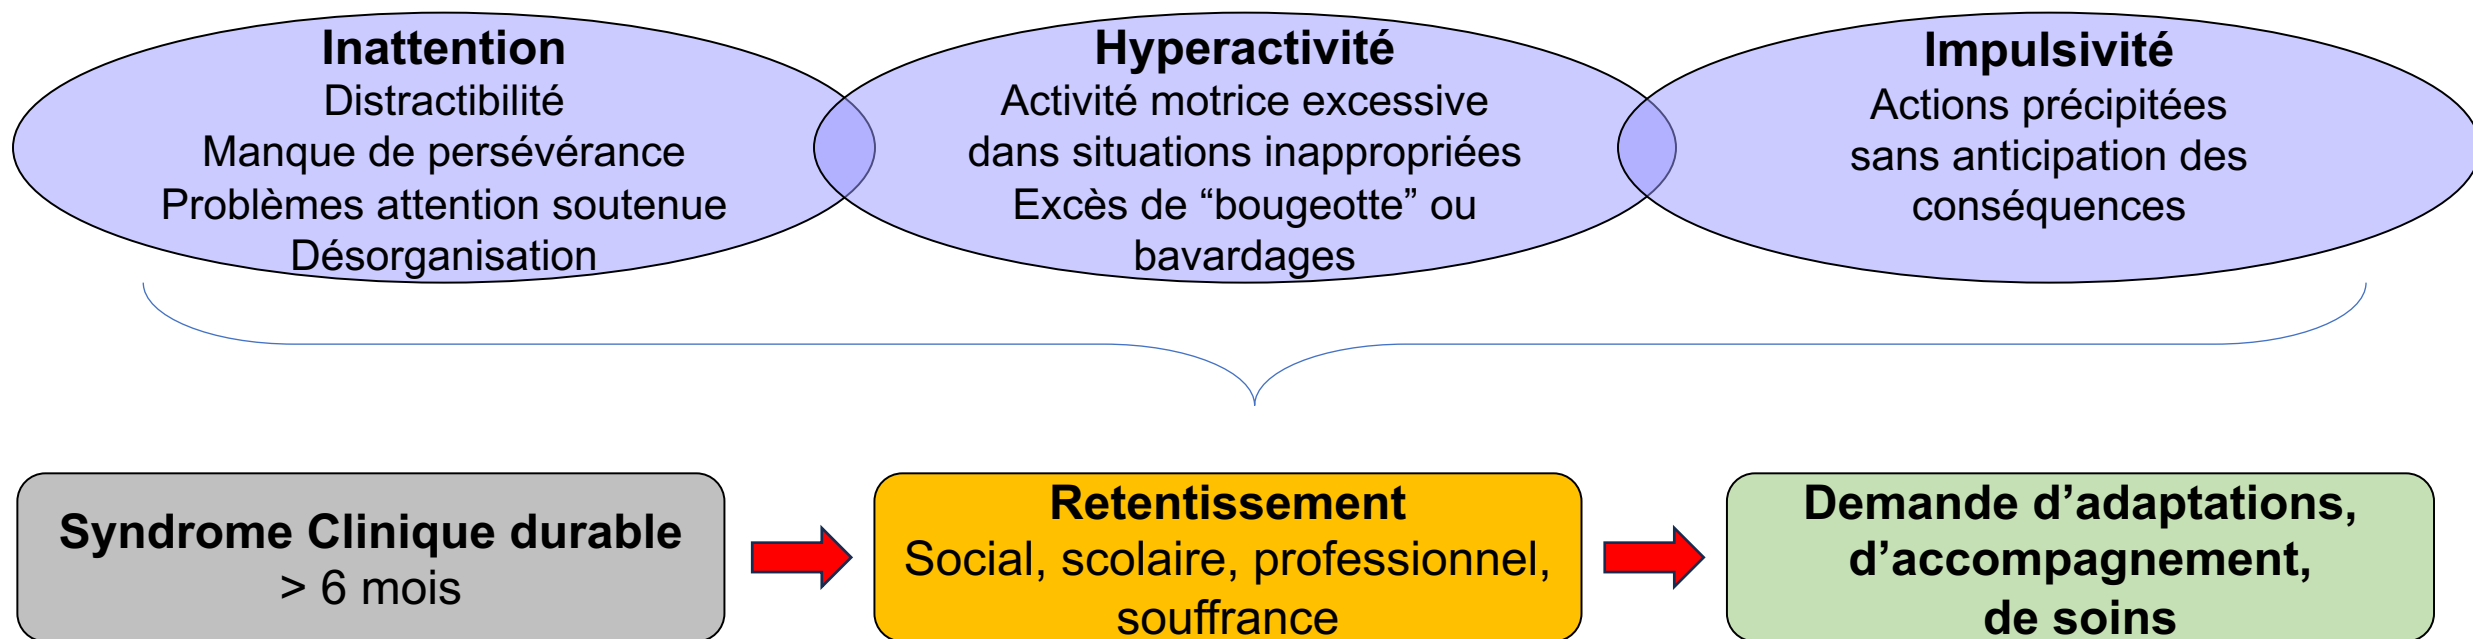 Inattention
Distractibilité
Manque de persévérance
Problèmes attention soutenue
Désorganisation
Hyperactivité
Activité motrice excessive
dans situations inappropriées
Excès de “bougeotte” ou
bavardages
Impulsivité
Actions précipitées
sans anticipation des
conséquences
Syndrome Clinique durable
> 6 mois
Retentissement
Social, scolaire, professionnel,
souffrance
Demande d’adaptations,
d’accompagnement,
de soins